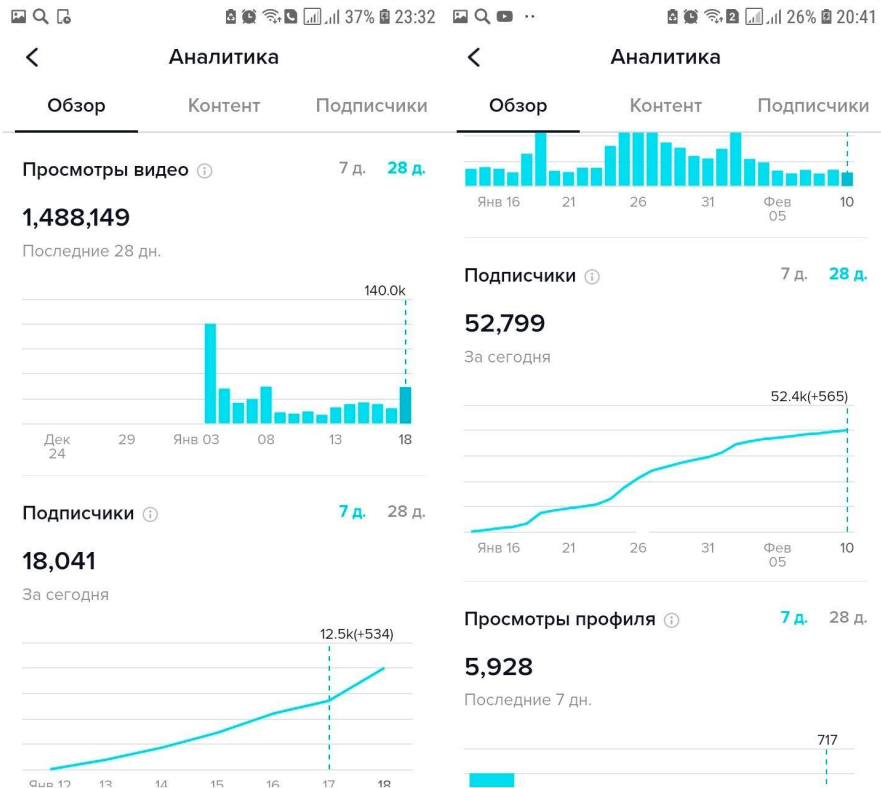 37% 23:32
Аналитика
Обзор Контент Подписчики
Просмотры видео 7 д. 28 д.
1,488,149
Последние 28 дн.
140.0k
Дек 24 29 Янв 03 08 13 18
Подписчики 7 д. 28 д.
18,041
За сегодня
12.5k(+534)
Янв 12 13 14 15 16 17 18
2 26% 20:41
Аналитика
Обзор Контент Подписчики
Янв 16 21 26 31 Фев 05 10
Подписчики 7 д. 28 д.
52,799
За сегодня
52.4k(+565)
Янв 16 21 26 31 Фев 05 10
Просмотры профиля 7 д. 28 д.
5,928
Последние 7 дн.
717